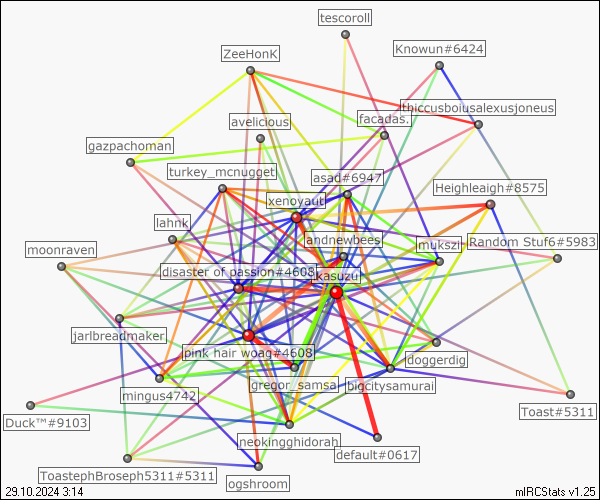 tescoroll
Knowun#6424
ZeeHonK
thiccusboiusalexusjoneus
facadas.
avelicious
gazpachoman
turkey_mcnugget
asad#6947
Heighleaigh#8575
xenoyaut
lahnk
andnewbees
mukszi
Random Stuf6#5983
moonraven
disaster of passion#4608
kasuzu
jarlbreadmaker
pink hair woag#4608
doggerdig
gregor_samsa
bigcitysamurai
mingus4742
Toast#5311
Duck™#9103
neokingghidorah
default#0617
ToastephBroseph5311#5311
ogshroom
29.10.2024 3:14
mIRCStats v1.25